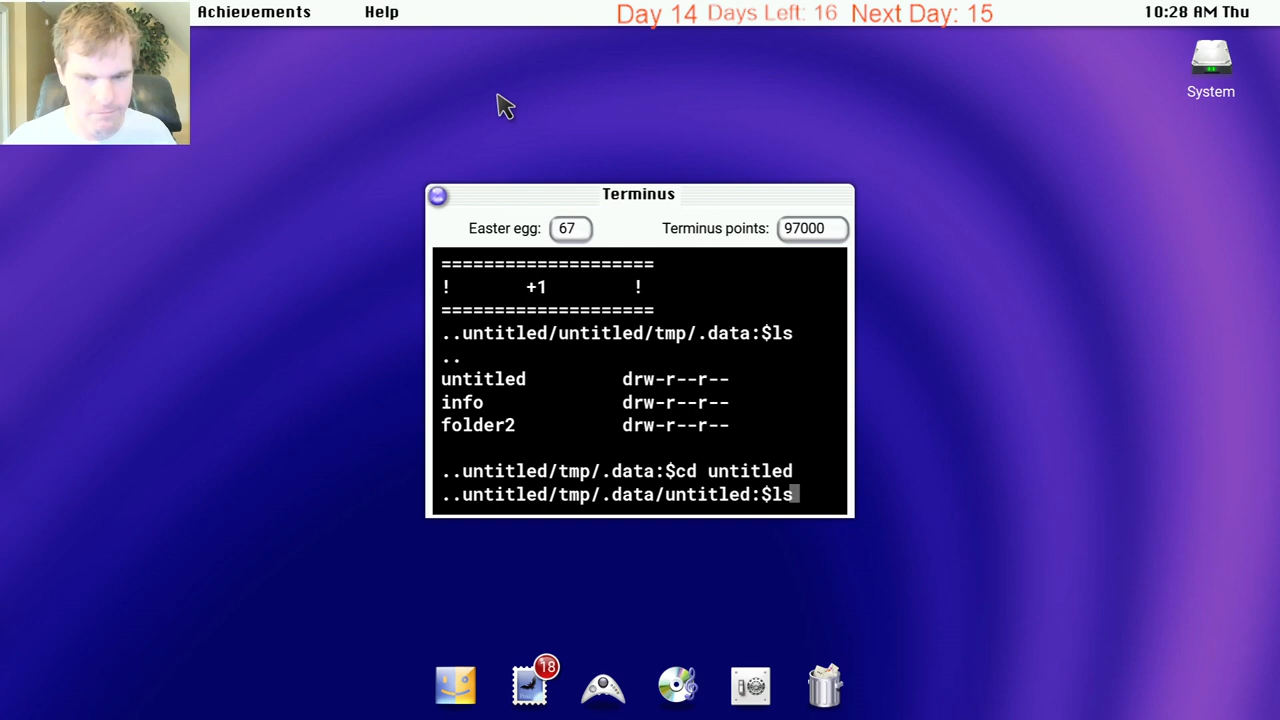 Achievements Help Day 14 Days Left: 16 Next Day: 15 10:28 AM Thu
System
Terminus
Easter egg: 67 Terminus points: 97000
====================
! +1 !
====================
..untitled/untitled/tmp/.data:$ls
..
untitled drw-r--r--
info drw-r--r--
folder2 drw-r--r--
..untitled/tmp/.data:$cd untitled
..untitled/tmp/.data/untitled:$ls
18